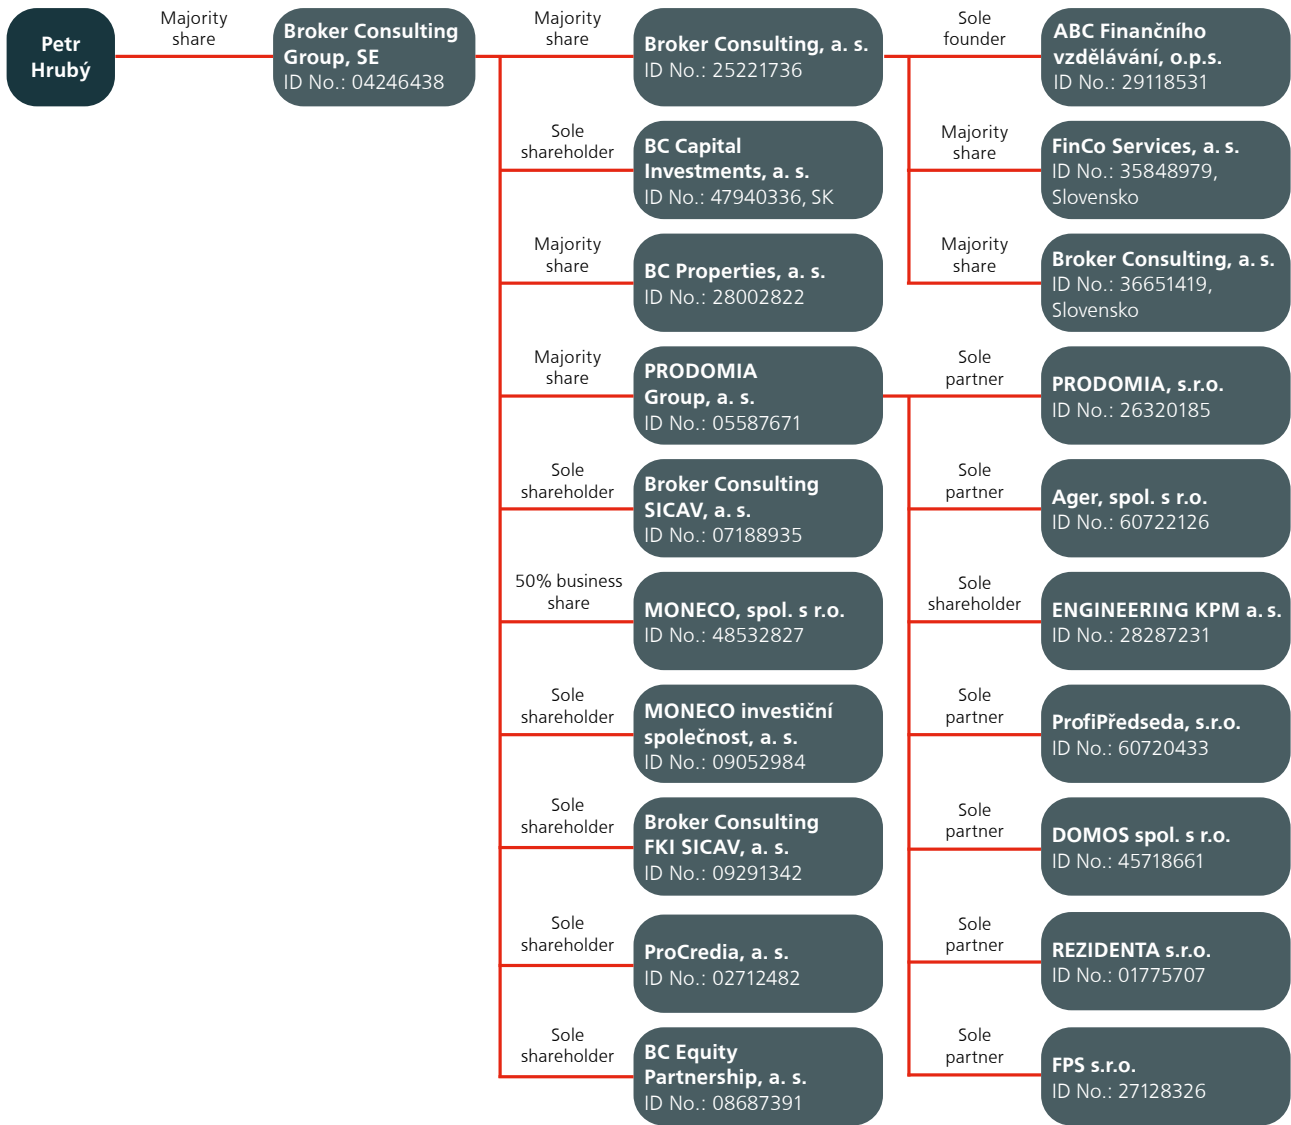 Petr
Hrubý
Majority
share
Broker Consulting
Group, SE
ID No.: 04246438
Majority
share
Broker Consulting, a. s.
ID No.: 25221736
Sole
founder
ABC Finančního
vzdělávání, o.p.s.
ID No.: 29118531
Sole
shareholder
BC Capital
Investments, a. s.
ID No.: 47940336, SK
Majority
share
FinCo Services, a. s.
ID No.: 35848979,
Slovensko
Majority
share
BC Properties, a. s.
ID No.: 28002822
Majority
share
Broker Consulting, a. s.
ID No.: 36651419,
Slovensko
Majority
share
PRODOMIA
Group, a. s.
ID No.: 05587671
Sole
partner
PRODOMIA, s.r.o.
ID No.: 26320185
Sole
shareholder
Broker Consulting
SICAV, a. s.
ID No.: 07188935
Sole
partner
Ager, spol. s r.o.
ID No.: 60722126
50% business
share
MONECO, spol. s r.o.
ID No.: 48532827
Sole
shareholder
ENGINEERING KPM a. s.
ID No.: 28287231
Sole
shareholder
MONECO investiční
společnost, a. s.
ID No.: 09052984
Sole
partner
ProfiPředseda, s.r.o.
ID No.: 60720433
Sole
shareholder
Broker Consulting
FKI SICAV, a. s.
ID No.: 09291342
Sole
partner
DOMOS spol. s r.o.
ID No.: 45718661
Sole
shareholder
ProCredia, a. s.
ID No.: 02712482
Sole
partner
REZIDENTA s.r.o.
ID No.: 01775707
Sole
shareholder
BC Equity
Partnership, a. s.
ID No.: 08687391
Sole
partner
FPS s.r.o.
ID No.: 27128326